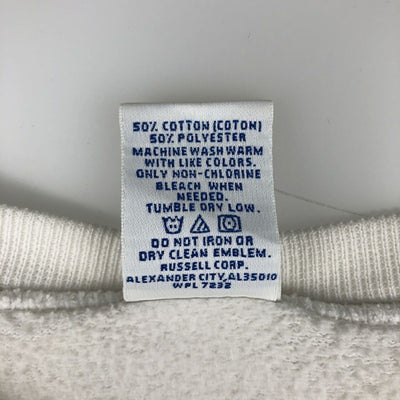 50% COTTON (COTON)
50% POLYESTER
MACHINE WASH WARM
WITH LIKE COLORS.
ONLY NON-CHLORINE
BLEACH WHEN
NEEDED.
TUMBLE DRY LOW.
DO NOT IRON OR
DRY CLEAN EMBLEM.
RUSSELL CORP.
ALEXANDER CITY, AL35010
WPL 7232